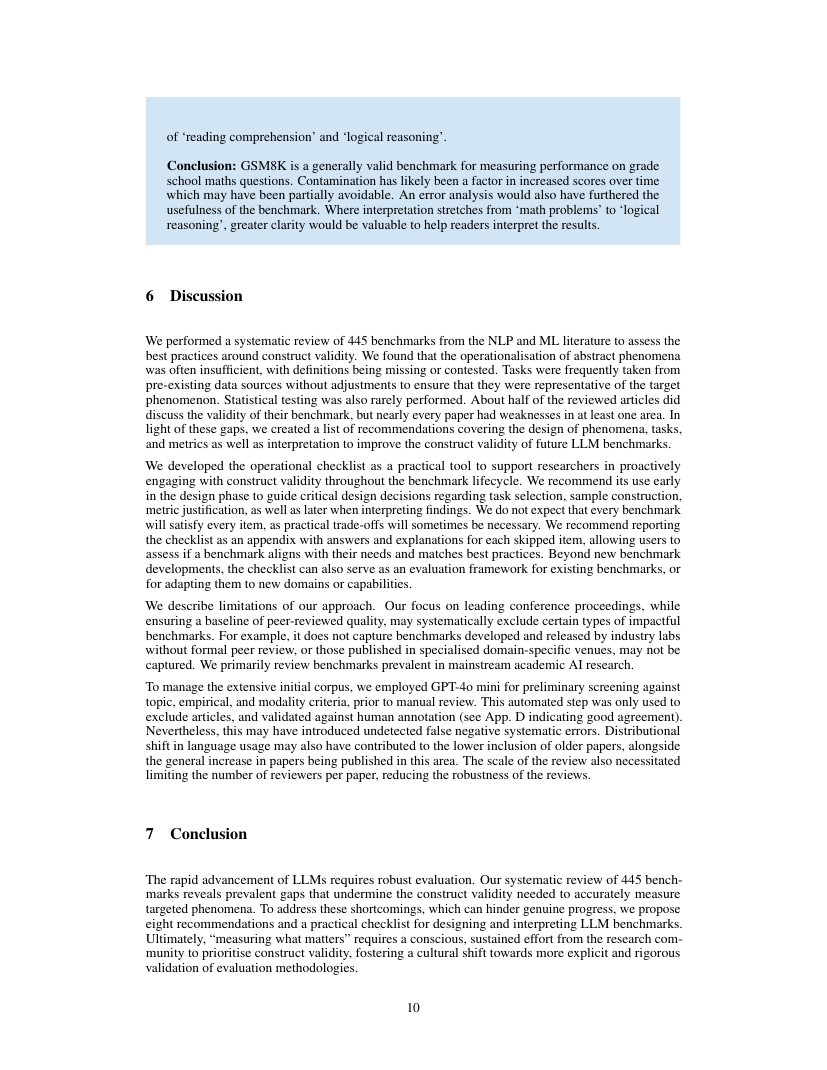 of ‘reading comprehension’ and ‘logical reasoning’.
Conclusion: GSM8K is a generally valid benchmark for measuring performance on grade
school maths questions. Contamination has likely been a factor in increased scores over time
which may have been partially avoidable. An error analysis would also have furthered the
usefulness of the benchmark. Where interpretation stretches from ‘math problems’ to ‘logical
reasoning’, greater clarity would be valuable to help readers interpret the results.
6 Discussion
We performed a systematic review of 445 benchmarks from the NLP and ML literature to assess the
best practices around construct validity. We found that the operationalisation of abstract phenomena
was often insufficient, with definitions being missing or contested. Tasks were frequently taken from
pre-existing data sources without adjustments to ensure that they were representative of the target
phenomenon. Statistical testing was also rarely performed. About half of the reviewed articles did
discuss the validity of their benchmark, but nearly every paper had weaknesses in at least one area. In
light of these gaps, we created a list of recommendations covering the design of phenomena, tasks,
and metrics as well as interpretation to improve the construct validity of future LLM benchmarks.
We developed the operational checklist as a practical tool to support researchers in proactively
engaging with construct validity throughout the benchmark lifecycle. We recommend its use early
in the design phase to guide critical design decisions regarding task selection, sample construction,
metric justification, as well as later when interpreting findings. We do not expect that every benchmark
will satisfy every item, as practical trade-offs will sometimes be necessary. We recommend reporting
the checklist as an appendix with answers and explanations for each skipped item, allowing users to
assess if a benchmark aligns with their needs and matches best practices. Beyond new benchmark
developments, the checklist can also serve as an evaluation framework for existing benchmarks, or
for adapting them to new domains or capabilities.
We describe limitations of our approach. Our focus on leading conference proceedings, while
ensuring a baseline of peer-reviewed quality, may systematically exclude certain types of impactful
benchmarks. For example, it does not capture benchmarks developed and released by industry labs
without formal peer review, or those published in specialised domain-specific venues, may not be
captured. We primarily review benchmarks prevalent in mainstream academic AI research.
To manage the extensive initial corpus, we employed GPT-4o mini for preliminary screening against
topic, empirical, and modality criteria, prior to manual review. This automated step was only used to
exclude articles, and validated against human annotation (see App. D indicating good agreement).
Nevertheless, this may have introduced undetected false negative systematic errors. Distributional
shift in language usage may also have contributed to the lower inclusion of older papers, alongside
the general increase in papers being published in this area. The scale of the review also necessitated
limiting the number of reviewers per paper, reducing the robustness of the reviews.
7 Conclusion
The rapid advancement of LLMs requires robust evaluation. Our systematic review of 445 bench-
marks reveals prevalent gaps that undermine the construct validity needed to accurately measure
targeted phenomena. To address these shortcomings, which can hinder genuine progress, we propose
eight recommendations and a practical checklist for designing and interpreting LLM benchmarks.
Ultimately, “measuring what matters” requires a conscious, sustained effort from the research com-
munity to prioritise construct validity, fostering a cultural shift towards more explicit and rigorous
validation of evaluation methodologies.
10